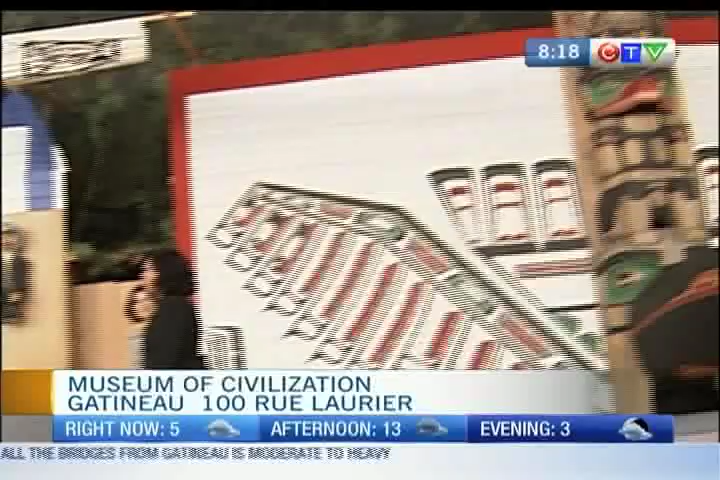 8:18 CTV
MUSEUM OF CIVILIZATION
GATINEAU 100 RUE LAURIER
RIGHT NOW: 5 AFTERNOON: 13 EVENING: 3
ALL THE BRIDGES FROM GATINEAU IS MODERATE TO HEAVY